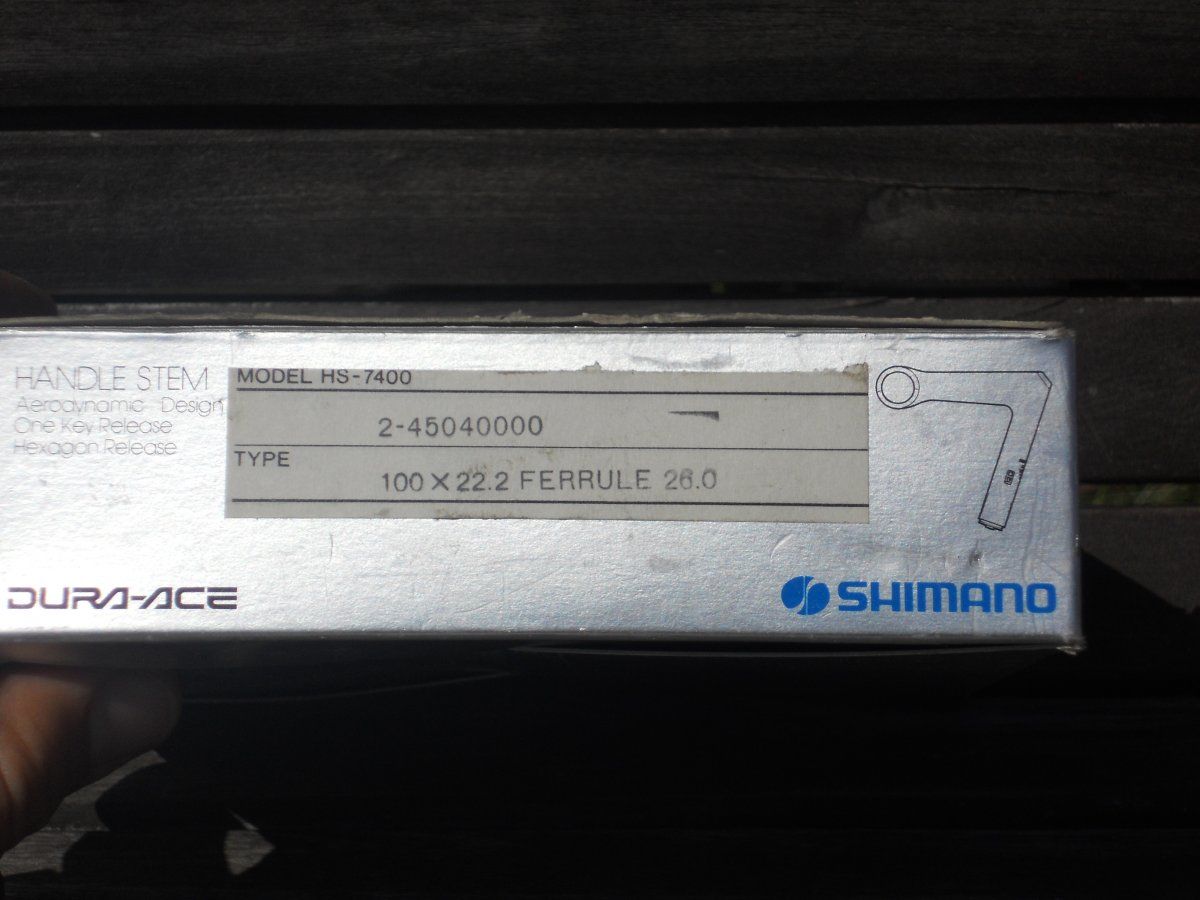 HANDLE STEM
Aerodynamic Design
One Key Release
Hexagon Release
MODEL HS-7400
2-45040000
TYPE
100 X 22.2 FERRULE 26.0
DURA-ACE
SHIMANO